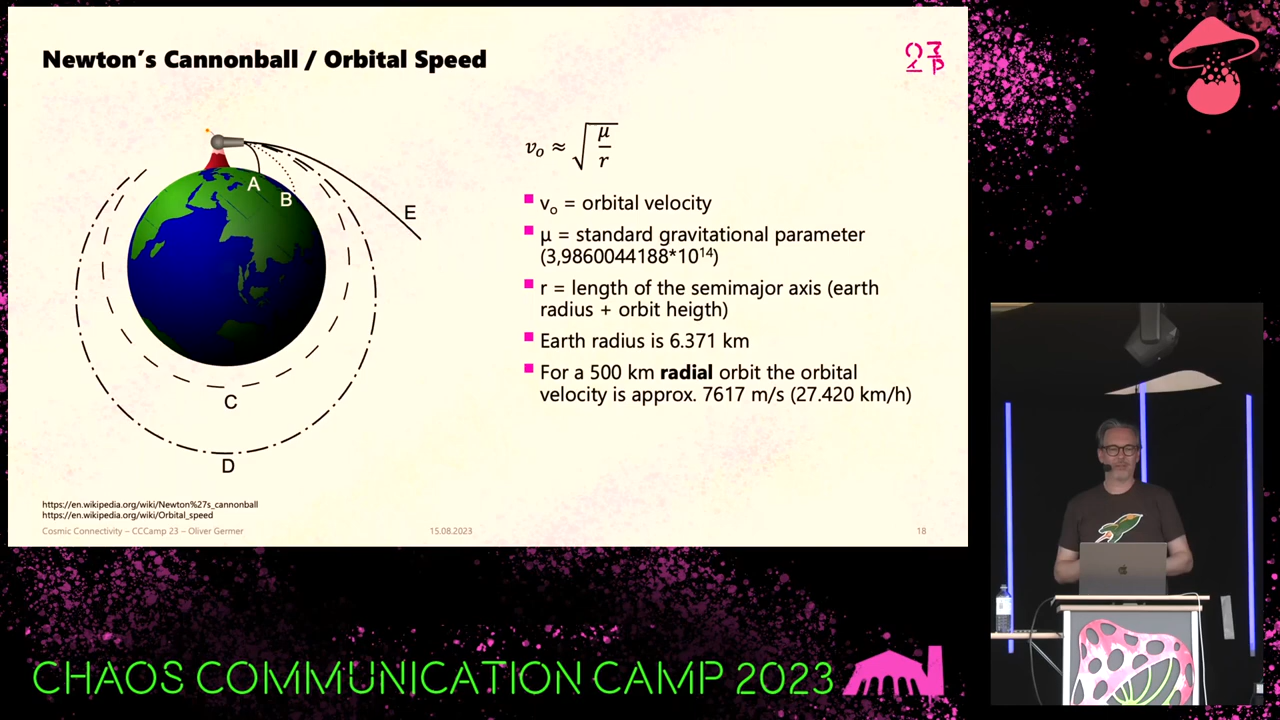 Newton´s Cannonball / Orbital Speed
A
B
E
C
D
v₀ ≈ √(μ/r)
v₀ = orbital velocity
μ = standard gravitational parameter
(3,9860044188*10¹⁴)
r = length of the semimajor axis (earth
radius + orbit heigth)
Earth radius is 6.371 km
For a 500 km radial orbit the orbital
velocity is approx. 7617 m/s (27.420 km/h)
https://en.wikipedia.org/wiki/Newton%27s_cannonball
https://en.wikipedia.org/wiki/Orbital_speed
Cosmic Connectivity – CCCamp 23 – Oliver Germer
15.08.2023
18
CHAOS COMMUNICATION CAMP 2023